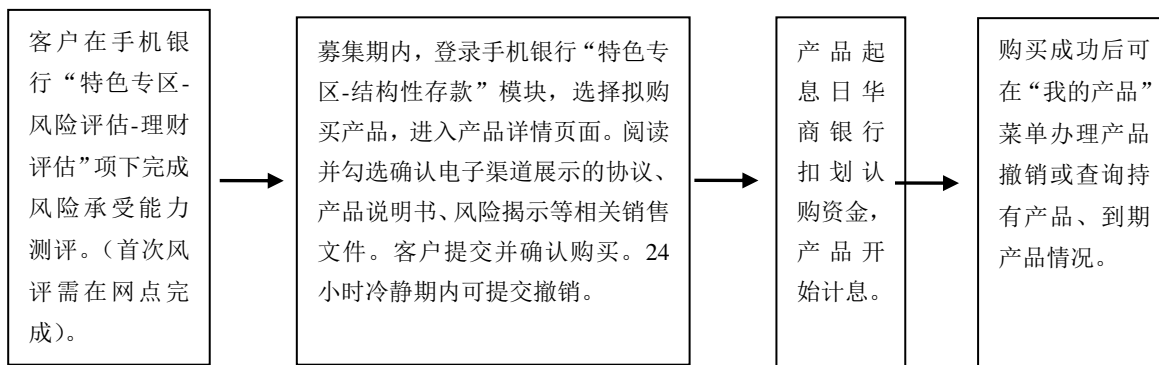 客户在手机银
行“特色专区-
风险评估-理财
评估”项下完成
风险承受能力
测评。（首次风
评需在网点完
成）。
募集期内，登录手机银行“特色专
区-结构性存款”模块，选择拟购
买产品，进入产品详情页面。阅读
并勾选确认电子渠道展示的协议、
产品说明书、风险揭示等相关销售
文件。客户提交并确认购买。24
小时冷静期内可提交撤销。
产品起
息日华
商银行
扣划认
购资金，
产品开
始计息。
购买成功后可
在“我的产品”
菜单办理产品
撤销或查询持
有产品、到期
产品情况。